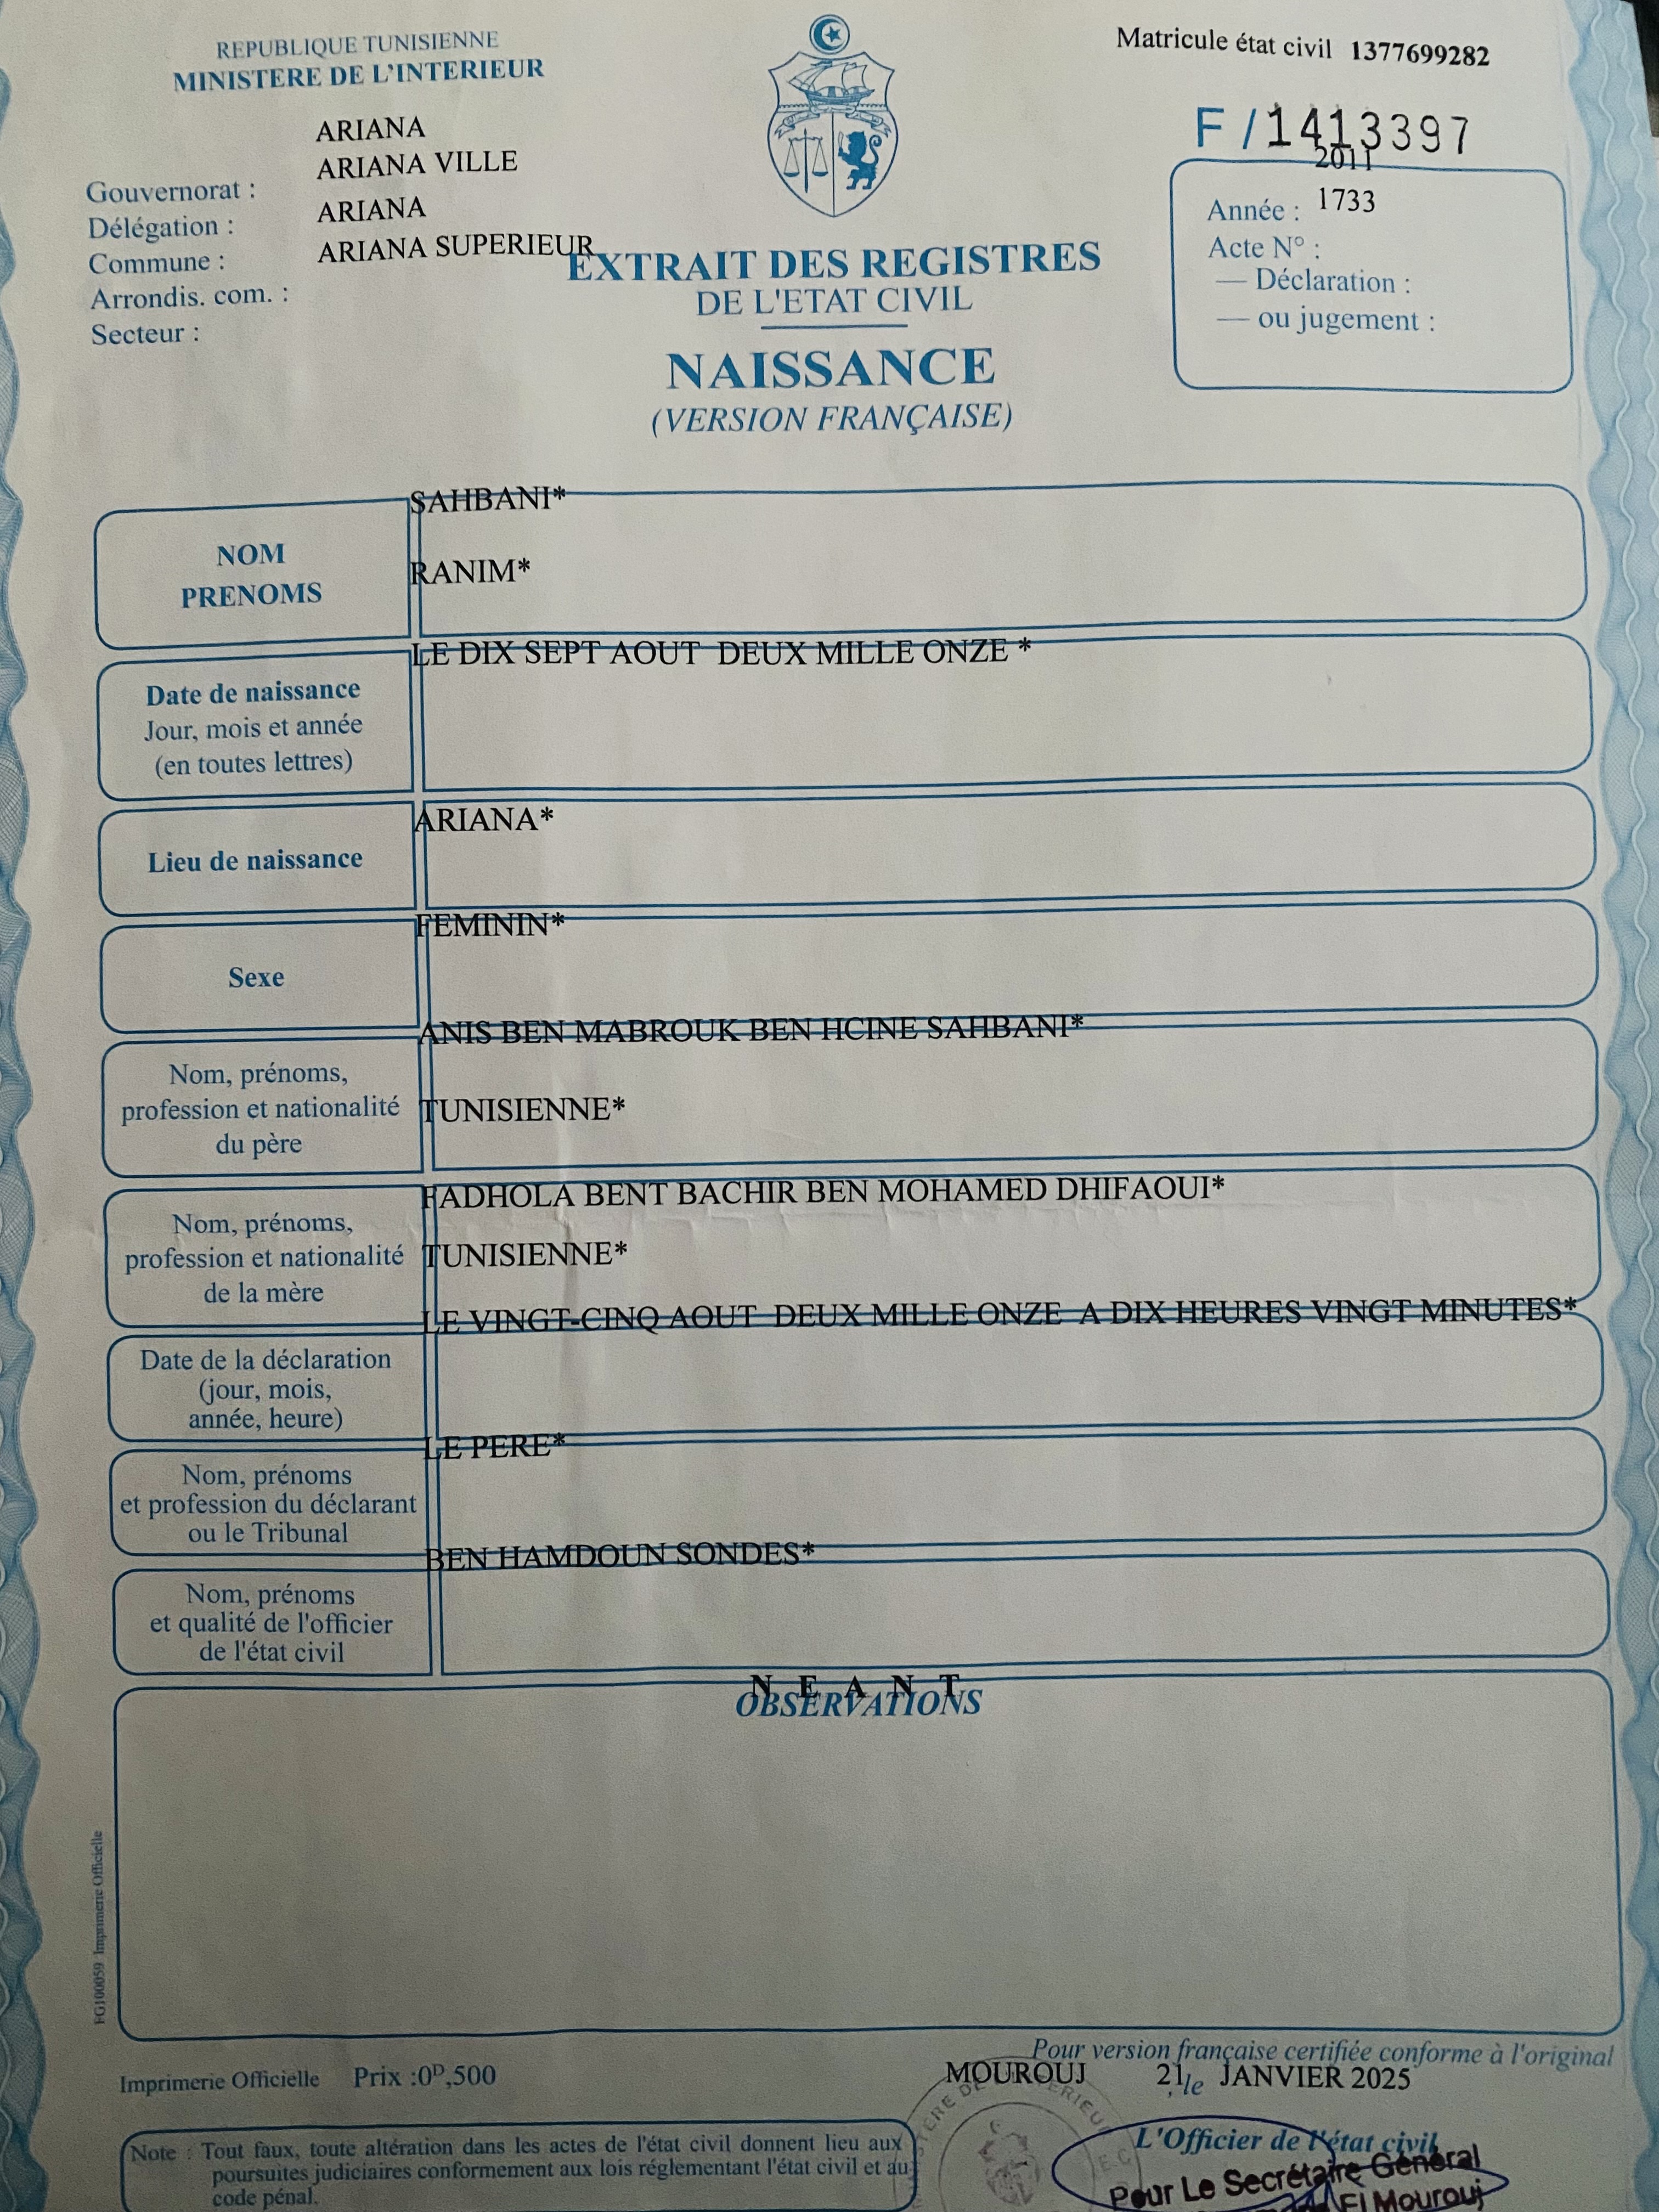 REPUBLIQUE TUNISIENNE
MINISTERE DE L'INTERIEUR
Matricule état civil 1377699282
F / 1413397
ARIANA
ARIANA VILLE
ARIANA
ARIANA SUPERIEUR
Gouvernorat :
Délégation :
Commune :
Arrondis. com. :
Secteur :
2011
Année : 1733
Acte N° :
— Déclaration :
— ou jugement :
EXTRAIT DES REGISTRES
DE L'ETAT CIVIL
NAISSANCE
(VERSION FRANÇAISE)
SAHBANI*
NOM
RANIM*
PRENOMS
LE DIX SEPT AOUT DEUX MILLE ONZE *
Date de naissance
Jour, mois et année
(en toutes lettres)
ARIANA*
Lieu de naissance
FEMININ*
Sexe
ANIS BEN MABROUK BEN HCINE SAHBANI*
Nom, prénoms,
profession et nationalité
du père
TUNISIENNE*
FADHOLA BENT BACHIR BEN MOHAMED DHIFAOUI*
Nom, prénoms,
profession et nationalité
de la mère
TUNISIENNE*
LE VINGT-CINQ AOUT DEUX MILLE ONZE A DIX HEURES VINGT MINUTES*
Date de la déclaration
(jour, mois,
année, heure)
LE PERE*
Nom, prénoms
et profession du déclarant
ou le Tribunal
BEN HAMDOUN SONDES*
Nom, prénoms
et qualité de l'officier
de l'état civil
N E A N T
OBSERVATIONS
FG100059 Imprimerie Officielle
Pour version française certifiée conforme à l'original
Imprimerie Officielle Prix :0ᴰ,500
MOUROUJ 21 , le JANVIER 2025
L'Officier de l'état civil
Pour Le Secrétaire Général
El Mourouj
Note : Tout faux, toute altération dans les actes de l'état civil donnent lieu aux
poursuites judiciaires conformement aux lois réglementant l'état civil et au
code pénal.